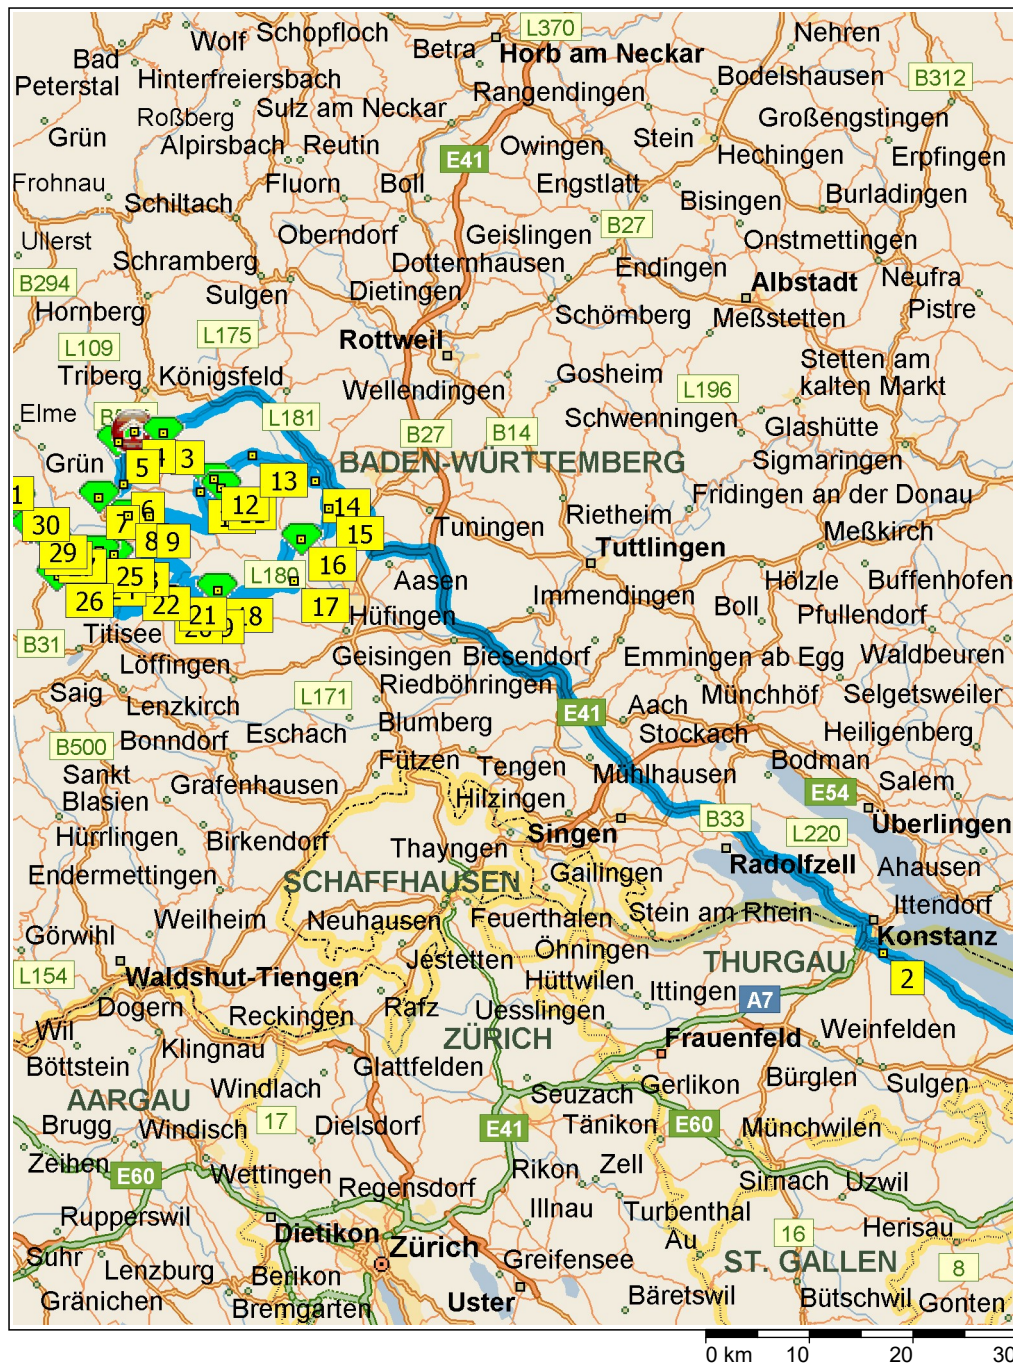 L370
Wolf
Schopfloch
Nehren
Betra
Horb am Neckar
Bad
Peterstal
Hinterfreiersbach
Bodelshausen
B312
Rangendingen
Sulz am Neckar
Roßberg
Großengstingen
Grün
Alpirsbach
Reutin
E41
Owingen
Stein
Hechingen
Erpfingen
Frohnau
Fluorn
Boll
Engstlatt
Bisingen
Burladingen
Schiltach
Ullerst
Oberndorf
Geislingen
B27
Onstmettingen
Schramberg
Dotternhausen
Endingen
Neufra
B294
Sulgen
Dietingen
Albstadt
Pistre
Hornberg
Schömberg
Meßstetten
L175
Rottweil
L109
Stetten am
kalten Markt
Triberg
Königsfeld
Wellendingen
Gosheim
L196
Elme
L181
Schwenningen
Glashütte
B27
B14
Grün
4
3
5
BADEN-WÜRTTEMBERG
Sigmaringen
13
Fridingen an der Donau
1
12
14
30
6
7
Tuningen
Rietheim
Meßkirch
8
9
15
29
Tuttlingen
16
25
L180
Aasen
Hölzle
Buffenhofen
26
22
21
18
17
Hüfingen
Immendingen
Boll
Pfullendorf
B31
Titisee
Löffingen
Geisingen
Biesendorf
Emmingen ab Egg
Waldbeuren
Saig
Lenzkirch
L171
Riedböhringen
Münchhöf
Selgetsweiler
Blumberg
E41
Aach
Stockach
Heiligenberg
B500
Bonndorf
Eschach
Fützen
Tengen
Mühlhausen
Bodman
Salem
Sankt
Blasien
Grafenhausen
Hilzingen
E54
Hürrlingen
Birkendorf
Thayngen
Singen
B33
L220
Überlingen
Radolfzell
Ahausen
Endermettingen
SCHAFFHAUSEN
Gailingen
Weilheim
Neuhausen
Feuerthalen
Stein am Rhein
Ittendorf
Görwihl
Öhningen
Konstanz
L154
Waldshut-Tiengen
Jestetten
Hüttwilen
THURGAU
2
Dogern
Reckingen
Rafz
Uesslingen
Ittingen
A7
Wil
Klingnau
ZÜRICH
Frauenfeld
Weinfelden
Böttstein
Glattfelden
Gerlikon
Bürglen
Sulgen
Windlach
Seuzach
AARGAU
17
Dielsdorf
E41
Tänikon
E60
Münchwilen
Brugg
Windisch
Zeihen
E60
Wettingen
Rikon
Zell
Sirnach
Uzwil
Regensdorf
Illnau
Turbenthal
Rupperswil
Dietikon
Zürich
Au
16
Herisau
Suhr
Lenzburg
Berikon
Greifensee
ST. GALLEN
8
Gränichen
Bremgarten
Uster
Bäretswil
Bütschwil
Gonten
0 km
10
20
30